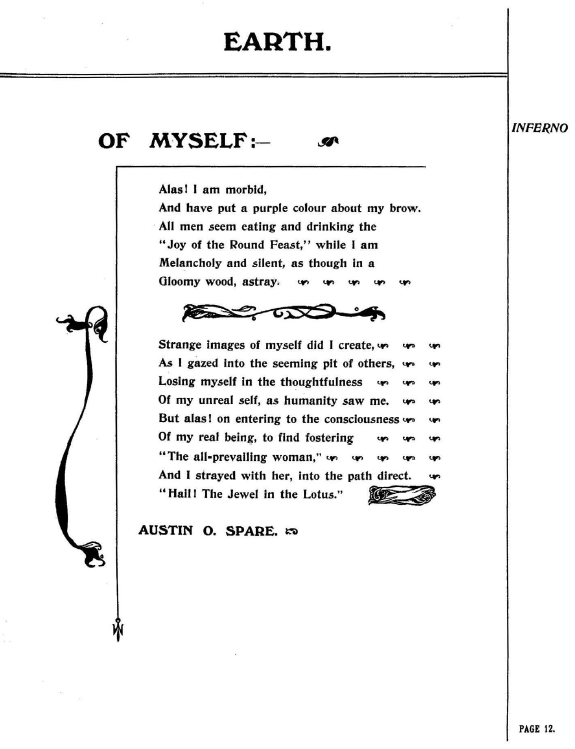 EARTH.
INFERNO
OF MYSELF:—
Alas! I am morbid,
And have put a purple colour about my brow.
All men seem eating and drinking the
"Joy of the Round Feast," while I am
Melancholy and silent, as though in a
Gloomy wood, astray.
Strange images of myself did I create,
As I gazed into the seeming pit of others,
Losing myself in the thoughtfulness
Of my unreal self, as humanity saw me.
But alas! on entering to the consciousness
Of my real being, to find fostering
"The all-prevailing woman,"
And I strayed with her, into the path direct.
"Hail! The Jewel in the Lotus."
AUSTIN O. SPARE.
PAGE 12.